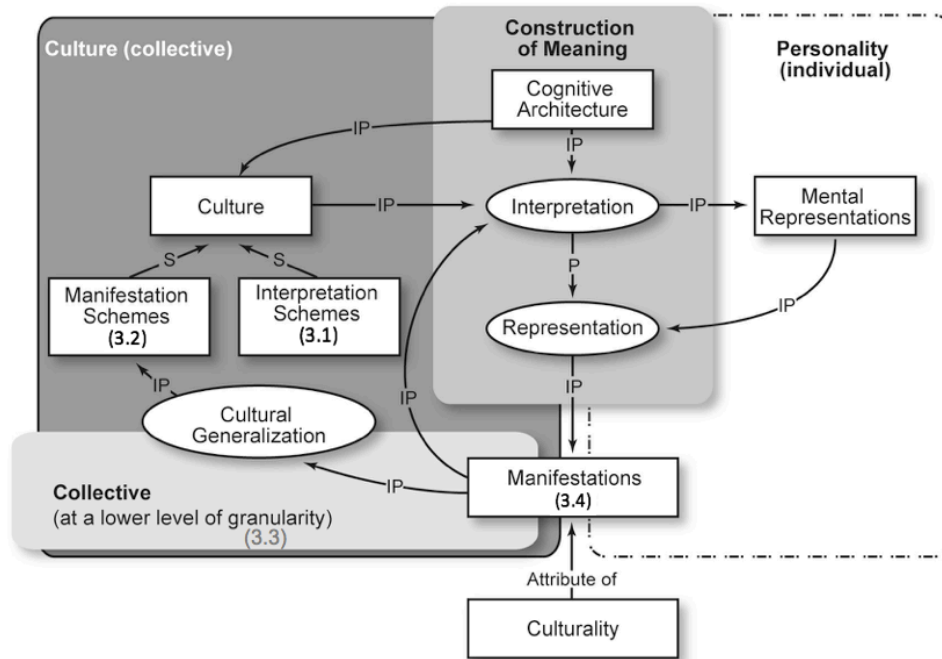 Culture (collective)
Construction
of Meaning
Personality
(individual)
Cognitive
Architecture
IP
IP
Culture
IP
Interpretation
IP
Mental
Representations
S
S
P
Manifestation
Schemes
(3.2)
Interpretation
Schemes
(3.1)
Representation
IP
IP
IP
IP
Cultural
Generalization
Collective
(at a lower level of granularity)
(3.3)
IP
Manifestations
(3.4)
Attribute of
Culturality